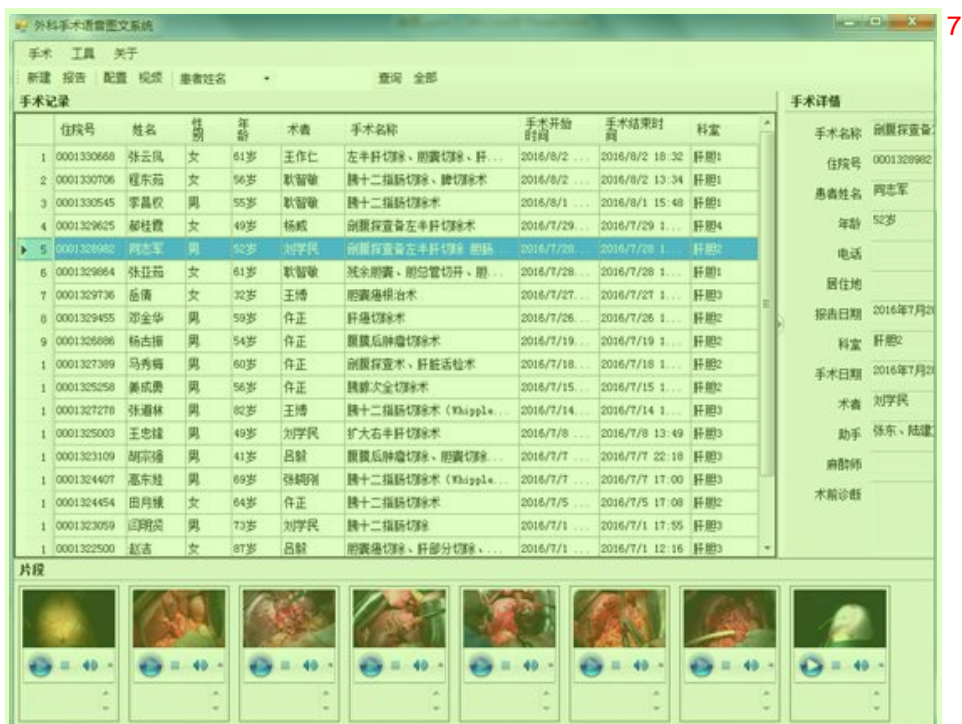 外科手术语音图文系统
7
手术 工具 关于
新建 报告 配置 视频 患者姓名 查询 全部
手术记录
住院号 姓名 性别 年龄 术者 手术名称 手术开始时间 手术结束时间 科室
1 0001330668 张云凤 女 61岁 王作仁 左半肝切除、胆囊切除、肝... 2016/8/2 ... 2016/8/2 18:32 肝胆1
2 0001330706 程东茹 女 56岁 耿智敏 胰十二指肠切除、脾切除术 2016/8/2 ... 2016/8/2 13:34 肝胆1
3 0001330545 李昌权 男 55岁 耿智敏 胰十二指肠切除术 2016/8/1 ... 2016/8/1 15:48 肝胆1
4 0001329625 郝桂霞 女 49岁 杨威 剖腹探查备左半肝切除术 2016/7/29... 2016/7/29 1... 肝胆4
5 0001328982 同志军 男 52岁 刘学民 剖腹探查备左半肝切除 胆肠... 2016/7/28... 2016/7/28 1... 肝胆2
6 0001329864 张亚茹 女 61岁 耿智敏 残余胆囊、胆总管切开、胆... 2016/7/28... 2016/7/28 1... 肝胆1
7 0001329736 岳倩 女 32岁 王博 胆囊癌根治术 2016/7/27... 2016/7/27 1... 肝胆3
8 0001329455 邓金华 男 59岁 仵正 肝癌切除术 2016/7/26... 2016/7/26 1... 肝胆2
9 0001326886 杨古振 男 54岁 仵正 腹膜后肿瘤切除术 2016/7/19... 2016/7/19 1... 肝胆2
1 0001327389 马秀梅 男 60岁 仵正 剖腹探查术、肝脏活检术 2016/7/18... 2016/7/18 1... 肝胆2
1 0001325258 姜成勇 男 56岁 仵正 胰腺次全切除术 2016/7/15... 2016/7/15 1... 肝胆2
1 0001327278 张道林 男 82岁 王博 胰十二指肠切除术 (Whipple... 2016/7/14... 2016/7/14 1... 肝胆3
1 0001325003 王忠 男 49岁 刘学民 扩大右半肝切除术 2016/7/8 ... 2016/7/8 13:49 肝胆3
1 0001323109 胡宗 男 41岁 吕毅 腹膜后肿瘤切除、胆囊切除... 2016/7/7 ... 2016/7/7 22:18 肝胆3
1 0001324407 高东 男 69岁 张晓刚 胰十二指肠切除术 (Whipple... 2016/7/7 ... 2016/7/7 17:00 肝胆3
1 0001324454 田月 女 64岁 仵正 胰十二指肠切除术 2016/7/5 ... 2016/7/5 17:08 肝胆2
1 0001323059 闫明 男 73岁 刘学民 胰十二指肠切除 2016/7/1 ... 2016/7/1 17:55 肝胆3
1 0001322500 赵洁 女 87岁 吕毅 胆囊癌切除、肝部分切除、... 2016/7/1 ... 2016/7/1 12:16 肝胆3
手术详情
手术名称 剖腹探查备
住院号 0001328982
患者姓名 同志军
年龄 52岁
电话
居住地
报告日期 2016年7月2
科室 肝胆2
手术日期 2016年7月2
术者 刘学民
助手 张东、陆建
麻醉师
术前诊断
片段